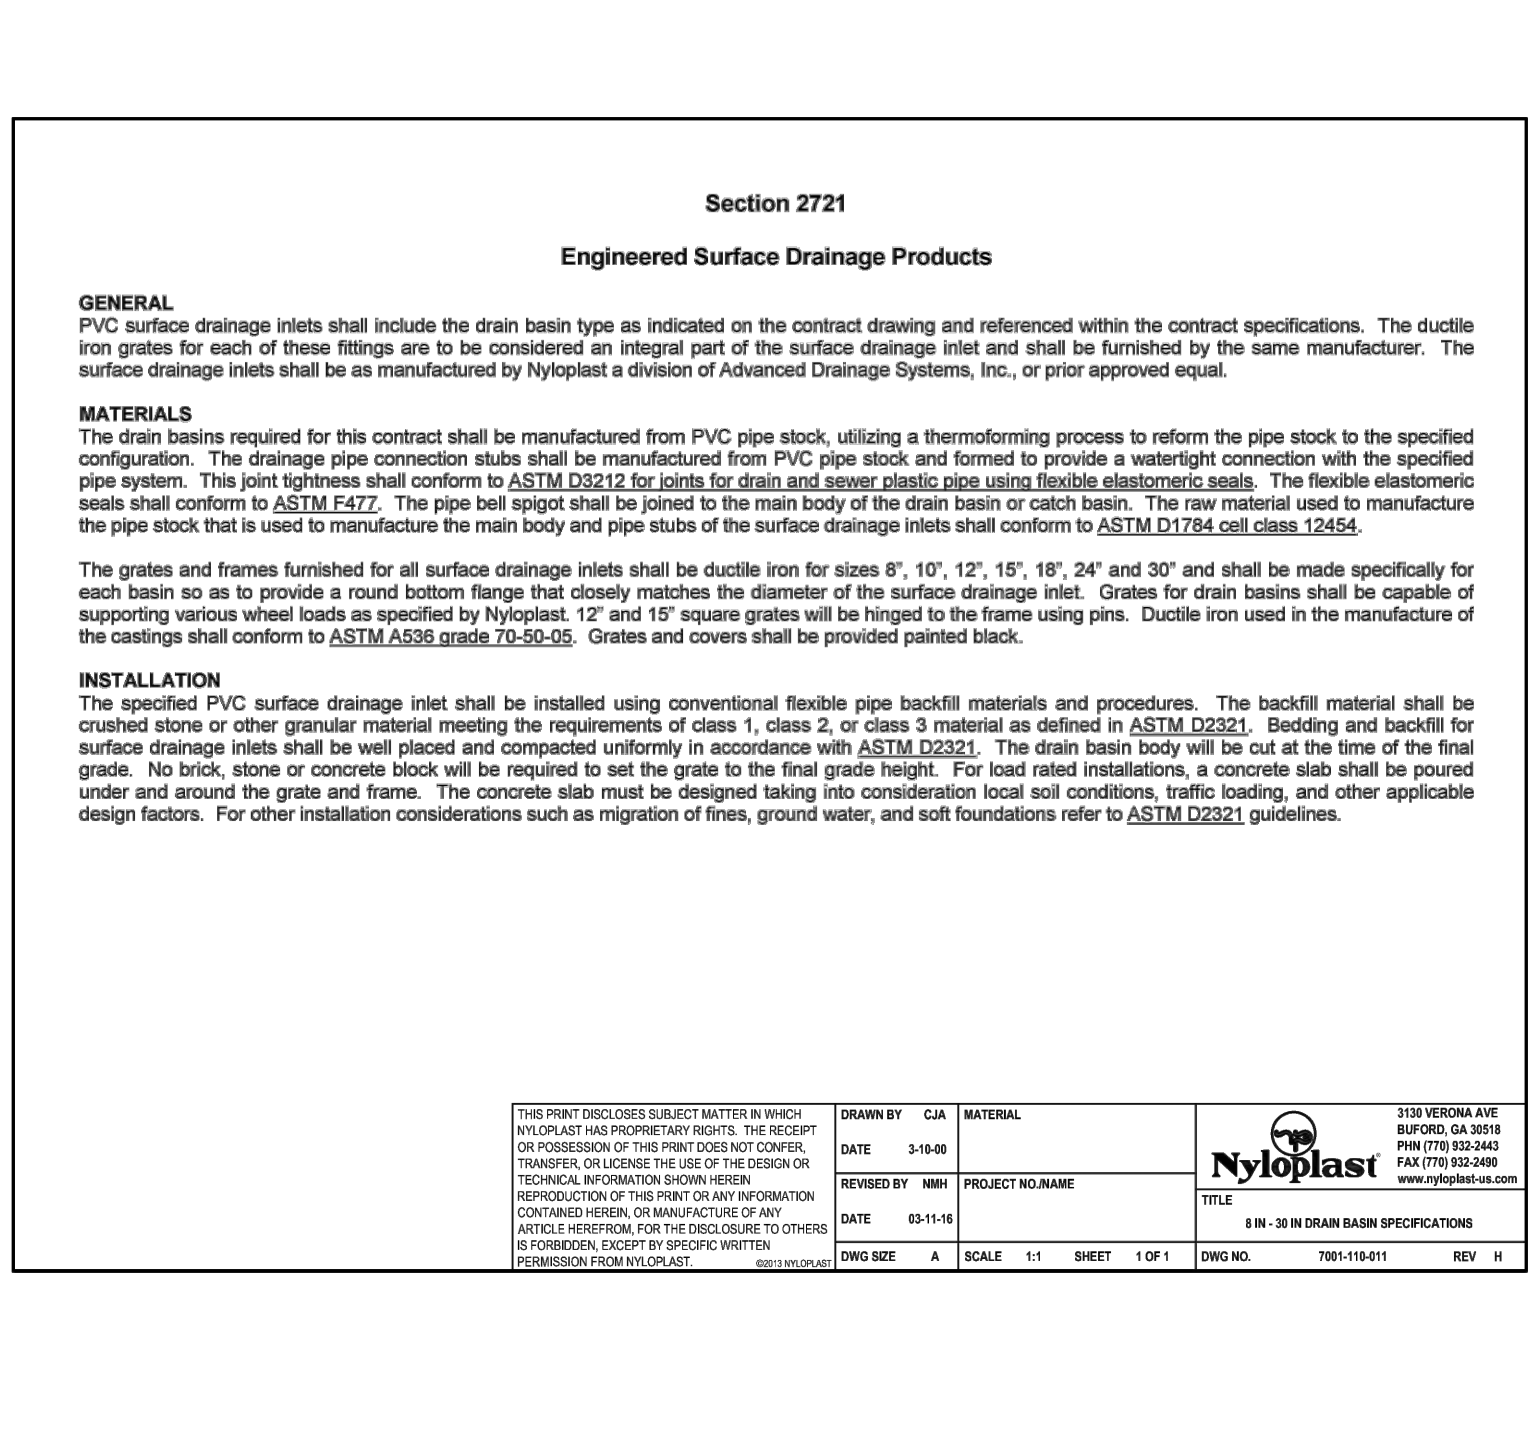 Section 2721
Engineered Surface Drainage Products
GENERAL
PVC surface drainage inlets shall include the drain basin type as indicated on the contract drawing and referenced within the contract specifications.  The ductile
iron grates for each of these fittings are to be considered an integral part of the surface drainage inlet and shall be furnished by the same manufacturer.  The
surface drainage inlets shall be as manufactured by Nyloplast a division of Advanced Drainage Systems, Inc., or prior approved equal.
MATERIALS
The drain basins required for this contract shall be manufactured from PVC pipe stock, utilizing a thermoforming process to reform the pipe stock to the specified
configuration.  The drainage pipe connection stubs shall be manufactured from PVC pipe stock and formed to provide a watertight connection with the specified
pipe system.  This joint tightness shall conform to ASTM D3212 for joints for drain and sewer plastic pipe using flexible elastomeric seals.  The flexible elastomeric
seals shall conform to ASTM F477.  The pipe bell spigot shall be joined to the main body of the drain basin or catch basin.  The raw material used to manufacture
the pipe stock that is used to manufacture the main body and pipe stubs of the surface drainage inlets shall conform to ASTM D1784 cell class 12454.
The grates and frames furnished for all surface drainage inlets shall be ductile iron for sizes 8”, 10”, 12”, 15”, 18”, 24” and 30” and shall be made specifically for
each basin so as to provide a round bottom flange that closely matches the diameter of the surface drainage inlet.  Grates for drain basins shall be capable of
supporting various wheel loads as specified by Nyloplast. 12” and 15” square grates will be hinged to the frame using pins.  Ductile iron used in the manufacture of
the castings shall conform to ASTM A536 grade 70-50-05.  Grates and covers shall be provided painted black.
INSTALLATION
The specified PVC surface drainage inlet shall be installed using conventional flexible pipe backfill materials and procedures.  The backfill material shall be
crushed stone or other granular material meeting the requirements of class 1, class 2, or class 3 material as defined in ASTM D2321.  Bedding and backfill for
surface drainage inlets shall be well placed and compacted uniformly in accordance with ASTM D2321.  The drain basin body will be cut at the time of the final
grade.  No brick, stone or concrete block will be required to set the grate to the final grade height.  For load rated installations, a concrete slab shall be poured
under and around the grate and frame.  The concrete slab must be designed taking into consideration local soil conditions, traffic loading, and other applicable
design factors.  For other installation considerations such as migration of fines, ground water, and soft foundations refer to ASTM D2321 guidelines.
THIS PRINT DISCLOSES SUBJECT MATTER IN WHICH
NYLOPLAST HAS PROPRIETARY RIGHTS.  THE RECEIPT
OR POSSESSION OF THIS PRINT DOES NOT CONFER,
TRANSFER, OR LICENSE THE USE OF THE DESIGN OR
TECHNICAL INFORMATION SHOWN HEREIN
REPRODUCTION OF THIS PRINT OR ANY INFORMATION
CONTAINED HEREIN, OR MANUFACTURE OF ANY
ARTICLE HEREFROM, FOR THE DISCLOSURE TO OTHERS
IS FORBIDDEN, EXCEPT BY SPECIFIC WRITTEN
PERMISSION FROM NYLOPLAST.
©2013 NYLOPLAST
DRAWN BY CJA
DATE 3-10-00
REVISED BY NMH
DATE 03-11-16
DWG SIZE A
MATERIAL
PROJECT NO./NAME
SCALE 1:1 SHEET 1 OF 1
Nyloplast®
3130 VERONA AVE
BUFORD, GA 30518
PHN (770) 932-2443
FAX (770) 932-2490
www.nyloplast-us.com
TITLE
8 IN - 30 IN DRAIN BASIN SPECIFICATIONS
DWG NO. 7001-110-011 REV H